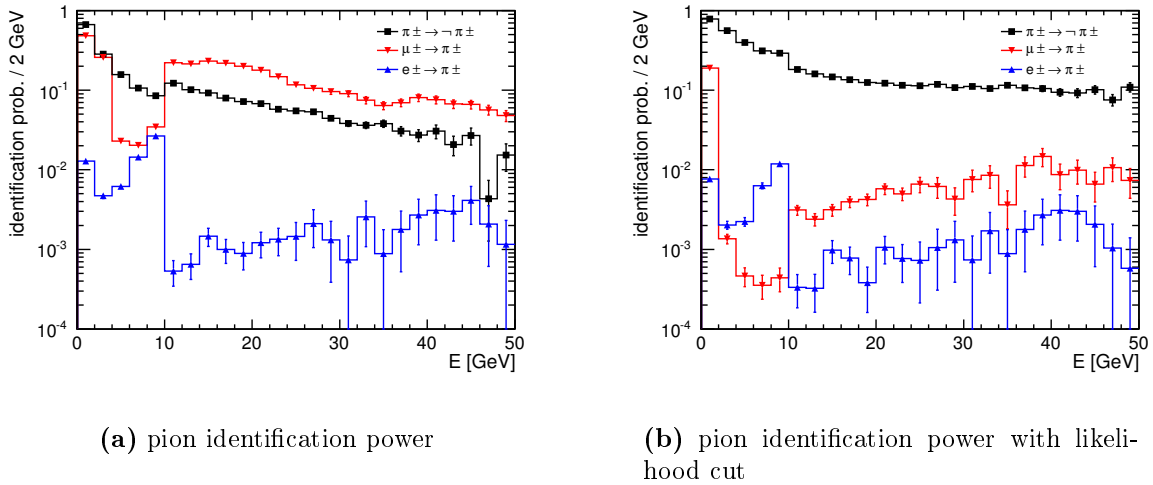 identification prob. / 2 GeV
1
10⁻¹
10⁻²
10⁻³
10⁻⁴
π± → ¬ π±
μ± → π±
e± → π±
0 10 20 30 40 50
E [GeV]
(a) pion identification power
identification prob. / 2 GeV
1
10⁻¹
10⁻²
10⁻³
10⁻⁴
π± → ¬ π±
μ± → π±
e± → π±
0 10 20 30 40 50
E [GeV]
(b) pion identification power with likeli-
hood cut